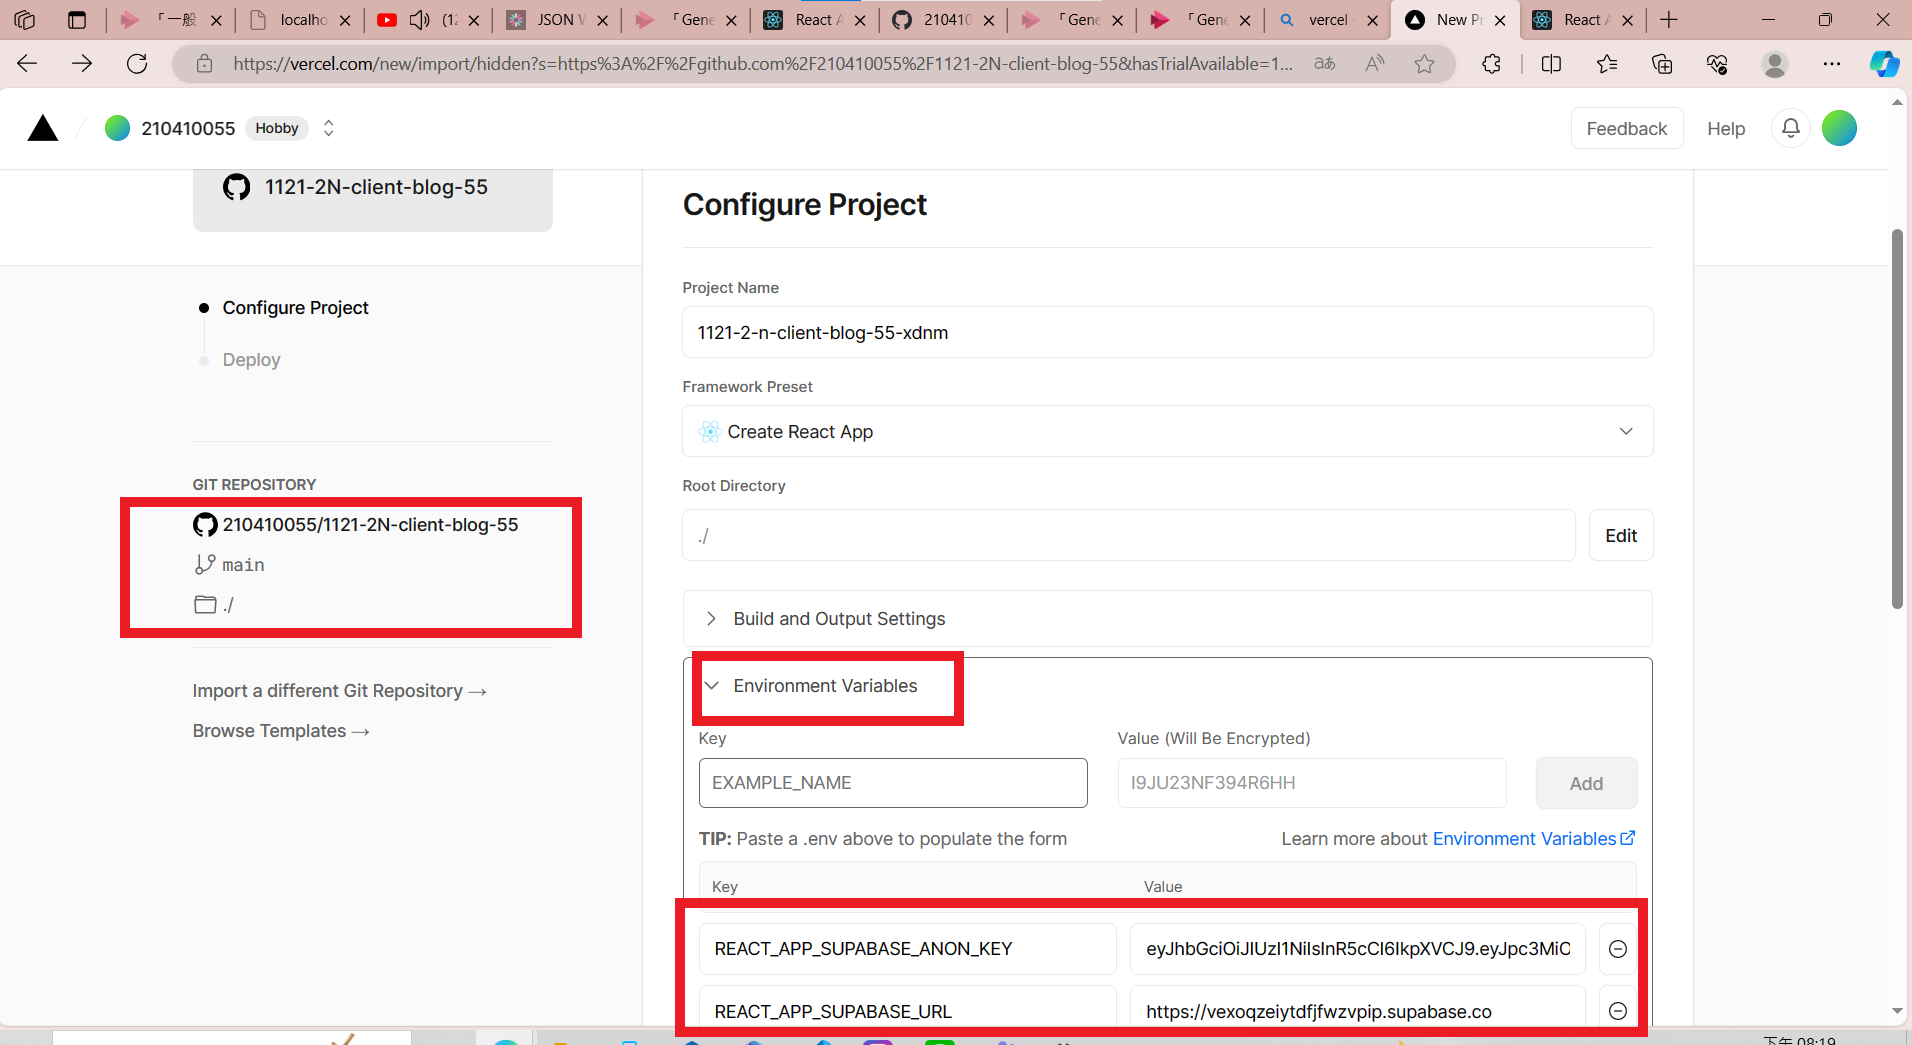 「一般
localho
(12
JSON W
「Gene
React A
210410
「Gene
「Gene
vercel
New Pr
React A
https://vercel.com/new/import/hidden?s=https%3A%2F%2Fgithub.com%2F210410055%2F1121-2N-client-blog-55&hasTrialAvailable=1...
210410055 Hobby
Feedback
Help
1121-2N-client-blog-55
Configure Project
Deploy
GIT REPOSITORY
210410055/1121-2N-client-blog-55
main
./
Import a different Git Repository →
Browse Templates →
Configure Project
Project Name
1121-2-n-client-blog-55-xdnm
Framework Preset
Create React App
Root Directory
./
Edit
Build and Output Settings
Environment Variables
Key
Value (Will Be Encrypted)
EXAMPLE_NAME
I9JU23NF394R6HH
Add
TIP: Paste a .env above to populate the form
Learn more about Environment Variables
Key
Value
REACT_APP_SUPABASE_ANON_KEY
eyJhbGciOiJIUzI1NiIsInR5cCI6IkpXVCJ9.eyJpc3MiO
REACT_APP_SUPABASE_URL
https://vexoqzeiytdfjfwzvpip.supabase.co
下午 08:19